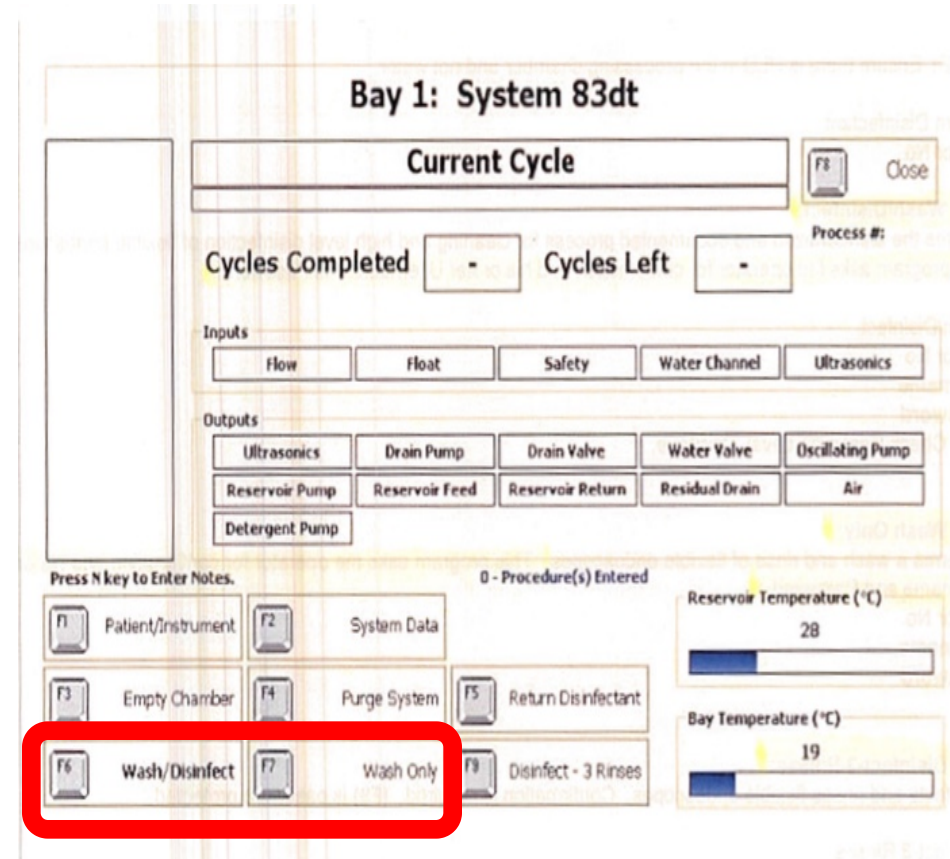 Bay 1: System 83dt
Current Cycle
F8 Close
Process #:
Cycles Completed - Cycles Left -
Inputs
Flow Float Safety Water Channel Ultrasonics
Outputs
Ultrasonics Drain Pump Drain Valve Water Valve Oscillating Pump
Reservoir Pump Reservoir Feed Reservoir Return Residual Drain Air
Detergent Pump
Press N key to Enter Notes. 0 - Procedure(s) Entered
F1 Patient/Instrument F2 System Data
Reservoir Temperature (°C)
28
F3 Empty Chamber F4 Purge System F5 Return Disinfectant
Bay Temperature (°C)
19
F6 Wash/Disinfect F7 Wash Only F9 Disinfect - 3 Rinses